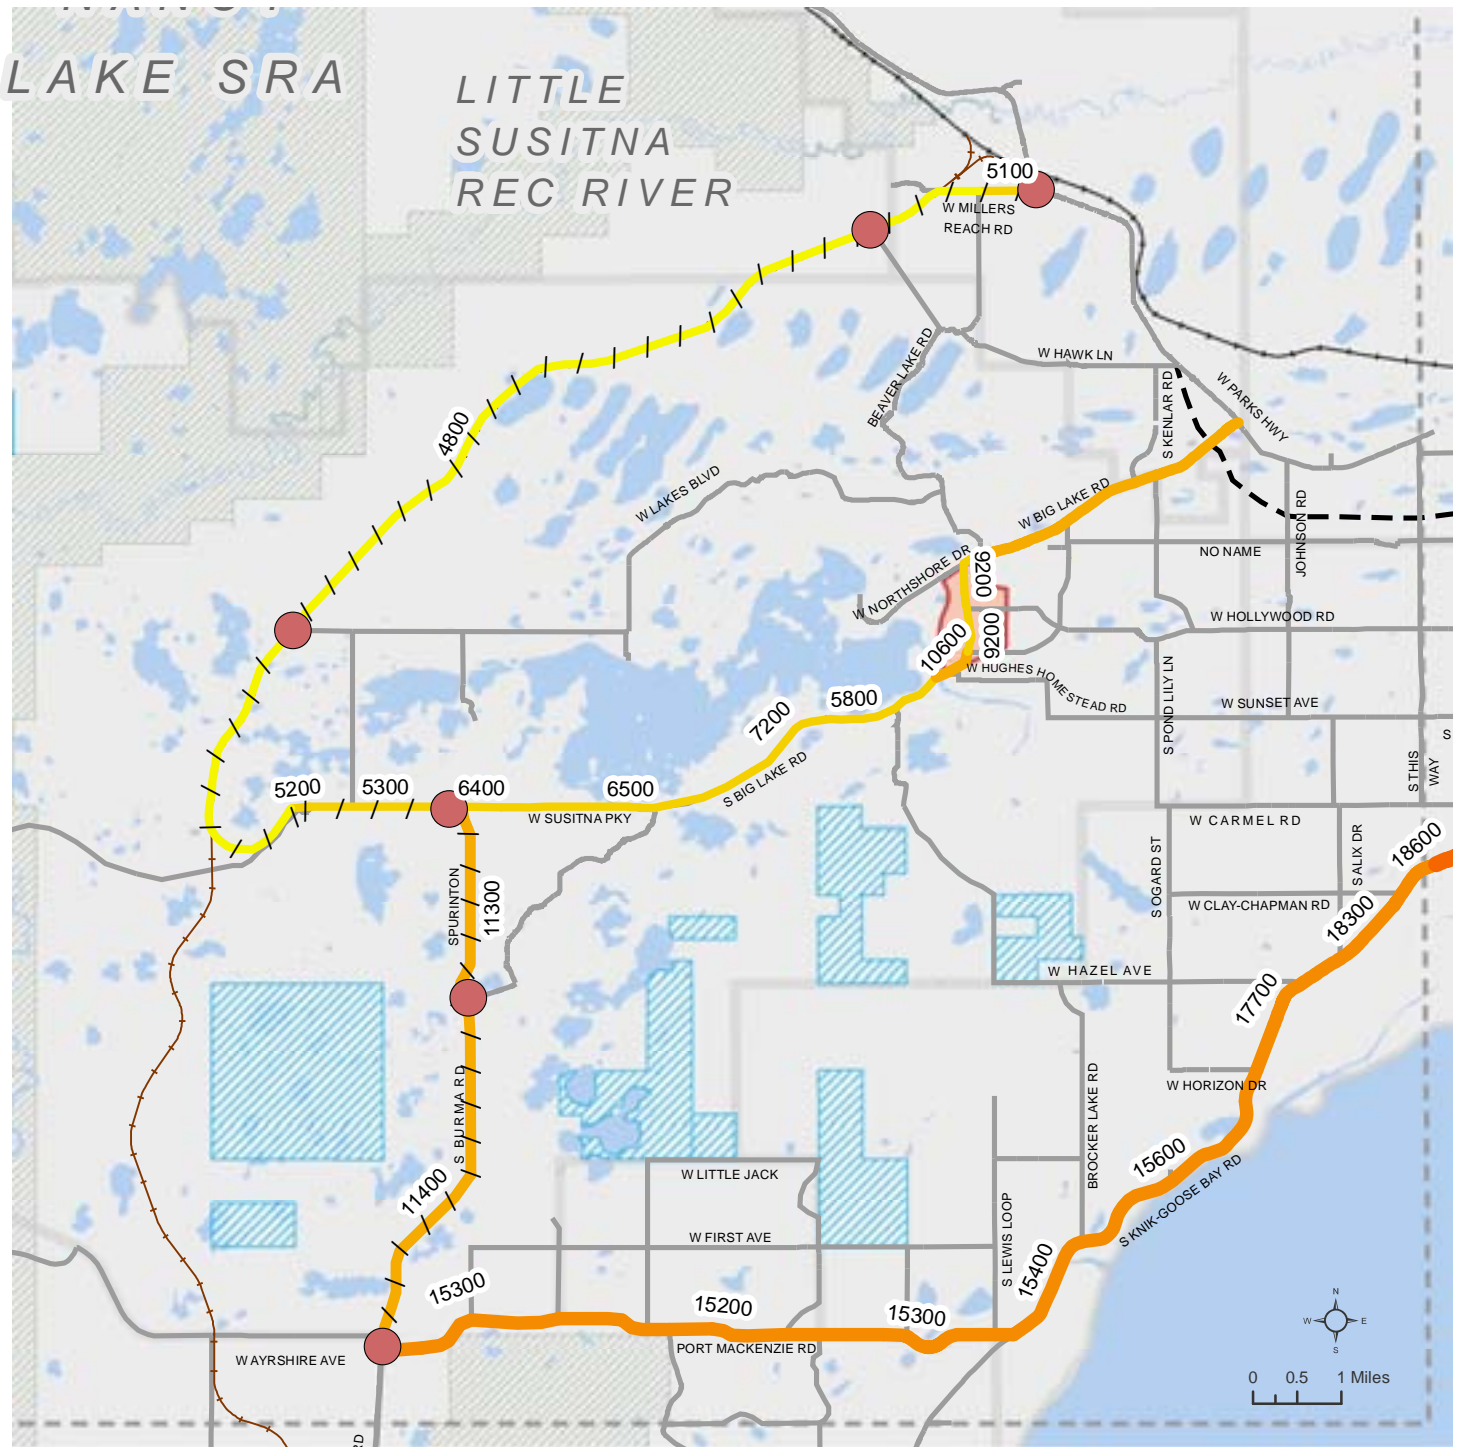 NANCY
LAKE SRA
LITTLE
SUSITNA
REC RIVER
5100
W MILLERS
REACH RD
W HAWK LN
BEAVER LAKE RD
S KENLAR RD
W PARKS HWY
4800
W LAKES BLVD
W BIG LAKE RD
JOHNSON RD
NO NAME
W NORTHSHORE DR
9200
W HOLLYWOOD RD
9200
10600
W HUGHES HOMESTEAD RD
S POND LILY LN
W SUNSET AVE
5800
7200
S THIS
WAY
S
S BIG LAKE RD
5200
5300
6400
6500
W SUSITNA PKY
W CARMEL RD
S OGARD ST
S ALIX DR
18600
SPURINTON
11300
W CLAY-CHAPMAN RD
18300
W HAZEL AVE
17700
S BURMA RD
BROCKER LAKE RD
W HORIZON DR
15600
S KNIK-GOOSE BAY RD
W LITTLE JACK
11400
S LEWIS LOOP
W FIRST AVE
15400
15300
15200
15300
PORT MACKENZIE RD
W AYRSHIRE AVE
N
W E
S
0 0.5 1 Miles
RD